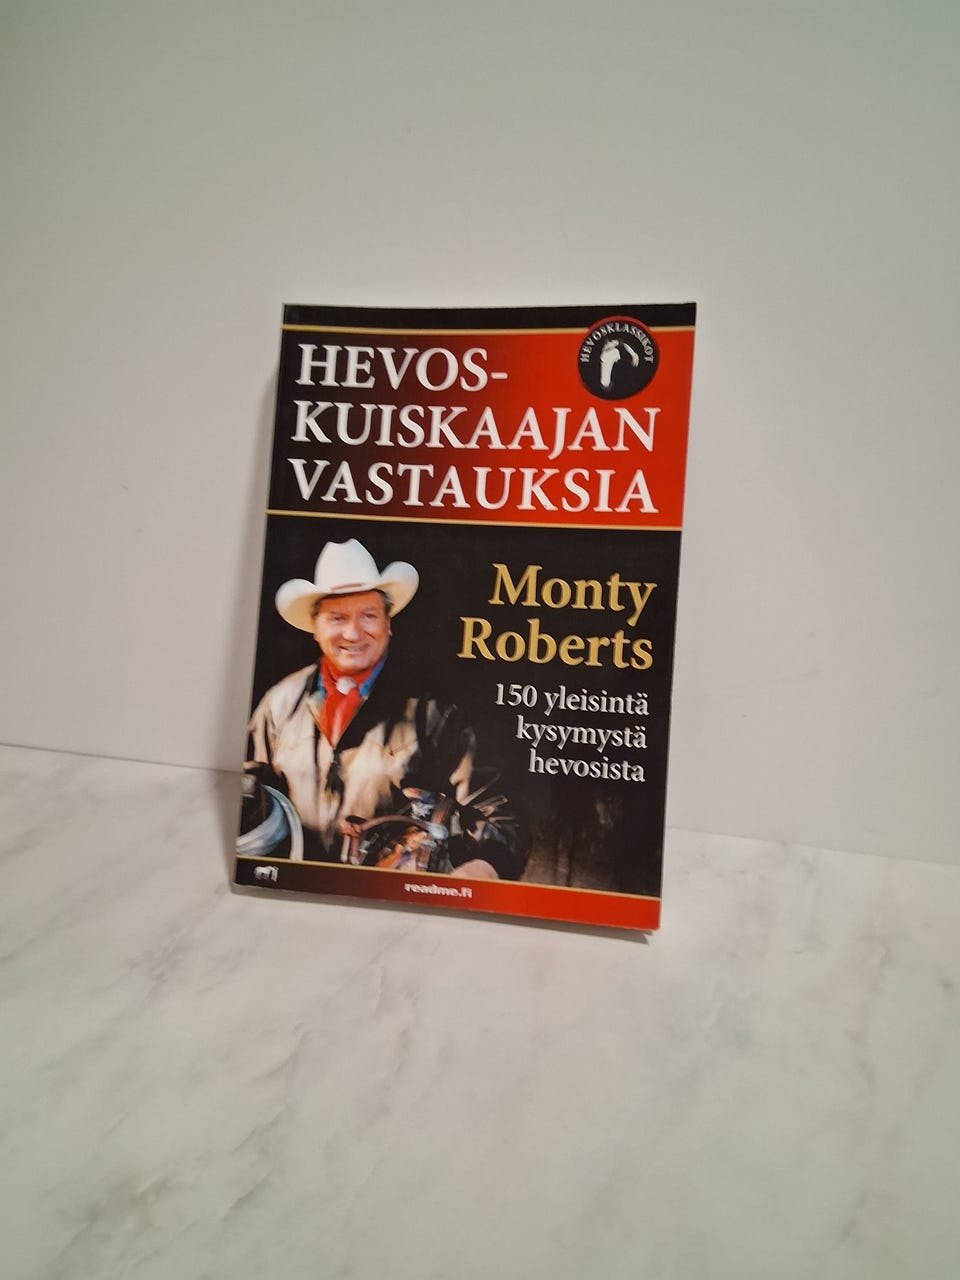 HEVOSKLASSIKOT
HEVOS-
KUISKAAJAN
VASTAUKSIA
Monty
Roberts
150 yleisintä
kysymystä
hevosista
readme.fi